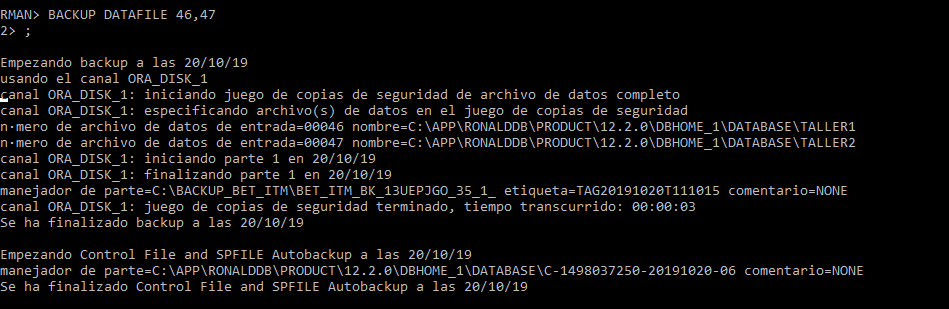 RMAN> BACKUP DATAFILE 46,47
2> ;
Empezando backup a las 20/10/19
usando el canal ORA_DISK_1
canal ORA_DISK_1: iniciando juego de copias de seguridad de archivo de datos completo
canal ORA_DISK_1: especificando archivo(s) de datos en el juego de copias de seguridad
n·mero de archivo de datos de entrada=00046 nombre=C:\APP\RONALDDB\PRODUCT\12.2.0\DBHOME_1\DATABASE\TALLER1
n·mero de archivo de datos de entrada=00047 nombre=C:\APP\RONALDDB\PRODUCT\12.2.0\DBHOME_1\DATABASE\TALLER2
canal ORA_DISK_1: iniciando parte 1 en 20/10/19
canal ORA_DISK_1: finalizando parte 1 en 20/10/19
manejador de parte=C:\BACKUP_BET_ITM\BET_ITM_BK_13UEPJGO_35_1_ etiqueta=TAG20191020T111015 comentario=NONE
canal ORA_DISK_1: juego de copias de seguridad terminado, tiempo transcurrido: 00:00:03
Se ha finalizado backup a las 20/10/19
Empezando Control File and SPFILE Autobackup a las 20/10/19
manejador de parte=C:\APP\RONALDDB\PRODUCT\12.2.0\DBHOME_1\DATABASE\C-1498037250-20191020-06 comentario=NONE
Se ha finalizado Control File and SPFILE Autobackup a las 20/10/19